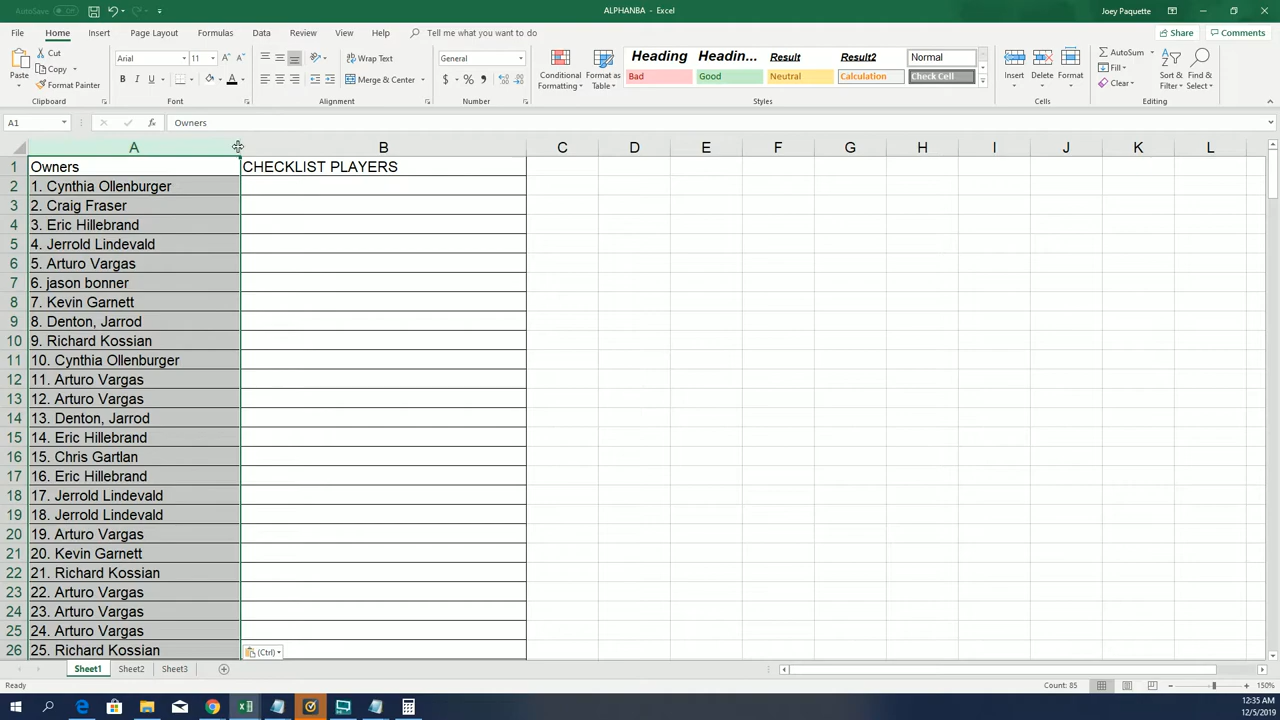 AutoSave Off ALPHANBA - Excel Joey Paquette
File Home Insert Page Layout Formulas Data Review View Help Tell me what you want to do Share Comments
Paste Cut Copy Format Painter Clipboard
Arial 11 A A B I U A Font
Wrap Text Merge & Center Alignment
General $ % , Number
Conditional Formatting Format as Table
Heading Headin... Result Result2 Normal
Bad Good Neutral Calculation Check Cell
Styles
Insert Delete Format Cells
AutoSum Fill Clear Sort & Filter Find & Select Editing
A1 fx Owners
A B C D E F G H I J K L
1 Owners CHECKLIST PLAYERS
2 1. Cynthia Ollenburger
3 2. Craig Fraser
4 3. Eric Hillebrand
5 4. Jerrold Lindevald
6 5. Arturo Vargas
7 6. jason bonner
8 7. Kevin Garnett
9 8. Denton, Jarrod
10 9. Richard Kossian
11 10. Cynthia Ollenburger
12 11. Arturo Vargas
13 12. Arturo Vargas
14 13. Denton, Jarrod
15 14. Eric Hillebrand
16 15. Chris Gartlan
17 16. Eric Hillebrand
18 17. Jerrold Lindevald
19 18. Jerrold Lindevald
20 19. Arturo Vargas
21 20. Kevin Garnett
22 21. Richard Kossian
23 22. Arturo Vargas
24 23. Arturo Vargas
25 24. Arturo Vargas
26 25. Richard Kossian
(Ctrl)
Sheet1 Sheet2 Sheet3
Ready Count: 85 150%
12:35 AM
12/5/2019